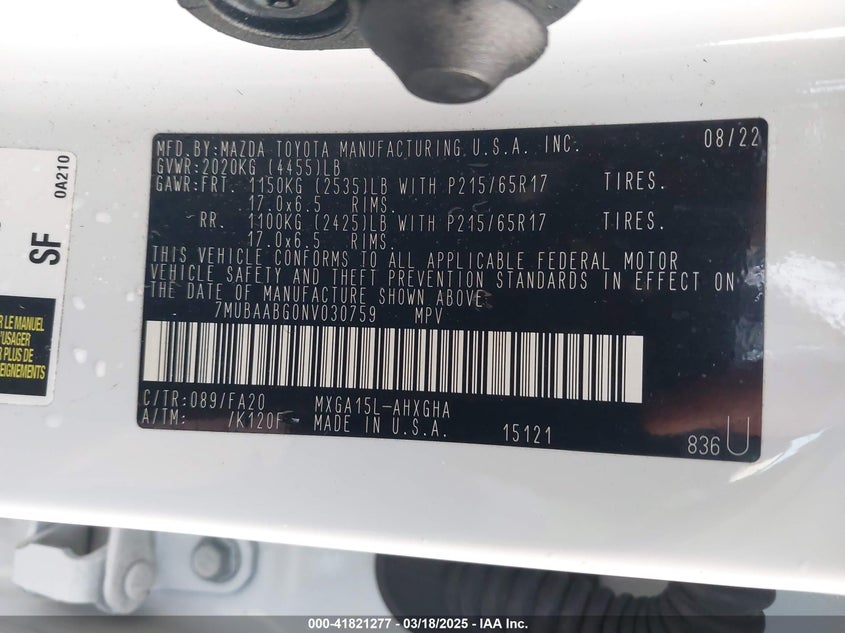 MFD.BY:MAZDA TOYOTA MANUFACTURING U.S.A. INC. 08/22
GVWR:2020KG (4455)LB
GAWR:FRT. 1150KG (2535)LB WITH P215/65R17 TIRES.
17.0x6.5 RIMS.
RR. 1100KG (2425)LB WITH P215/65R17 TIRES.
17.0x6.5 RIMS.
THIS VEHICLE CONFORMS TO ALL APPLICABLE FEDERAL MOTOR
VEHICLE SAFETY AND THEFT PREVENTION STANDARDS IN EFFECT ON
THE DATE OF MANUFACTURE SHOWN ABOVE.
7MUBAABG0NV030759 MPV
C/TR:089/FA20 MXGA15L-AHXGHA
A/TM: /K120F MADE IN U.S.A. 15121 836 U
0A210
SF
R LE MANUEL
'USAGER
R PLUS DE
EIGNEMENTS
000-41821277 - 03/18/2025 - IAA Inc.